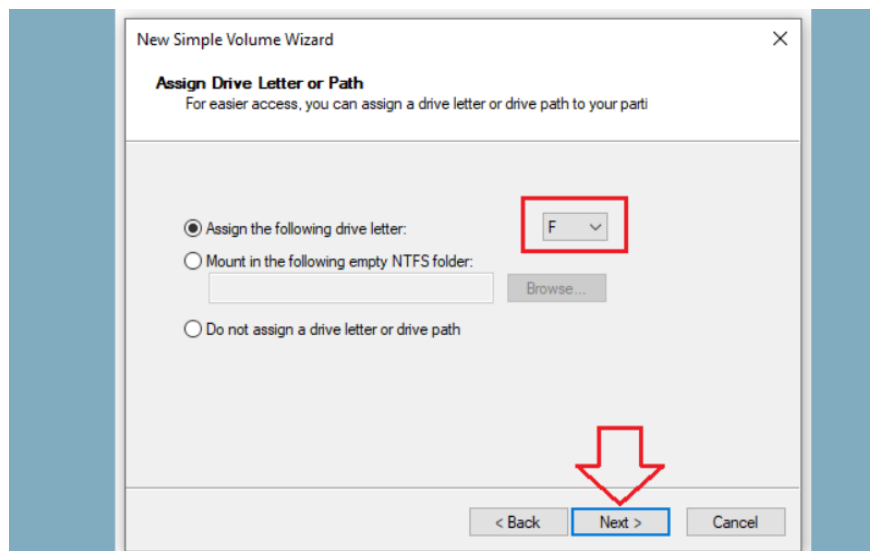 New Simple Volume Wizard
Assign Drive Letter or Path
For easier access, you can assign a drive letter or drive path to your parti
Assign the following drive letter: F
Mount in the following empty NTFS folder:
Browse...
Do not assign a drive letter or drive path
< Back Next > Cancel